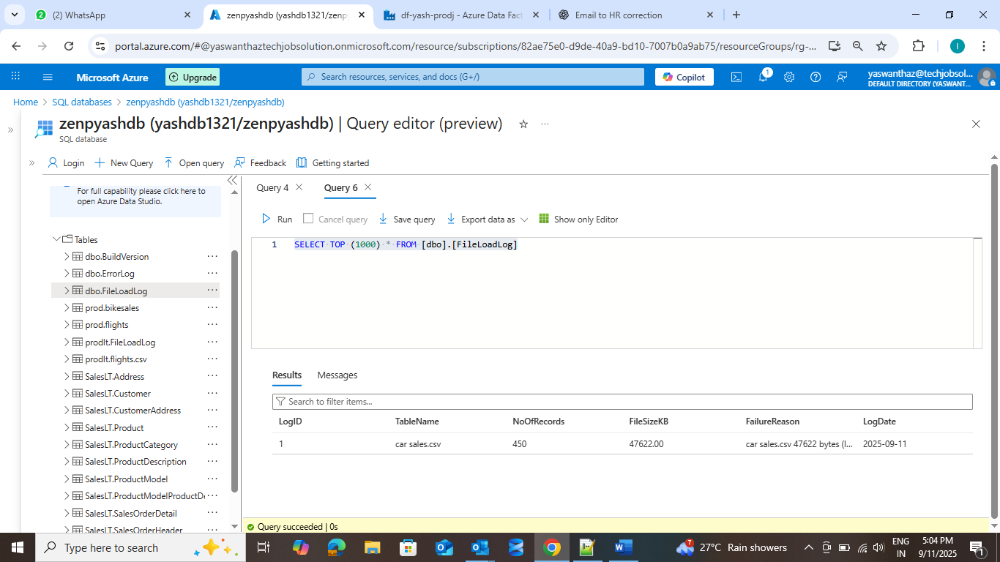 (2) WhatsApp
zenpyashdb (yashdb1321/zenpy
df-yash-prodj - Azure Data Fact
Email to HR correction
portal.azure.com/#@yaswanthaztechjobsolution.onmicrosoft.com/resource/subscriptions/82ae75e0-d9de-40a9-bd10-7007b0a9ab75/resourceGroups/rg-...
I
Microsoft Azure
Upgrade
Search resources, services, and docs (G+/)
Copilot
1
yaswanthaz@techjobsol...
DEFAULT DIRECTORY (YASWANT...
Home > SQL databases > zenpyashdb (yashdb1321/zenpyashdb)
zenpyashdb (yashdb1321/zenpyashdb) | Query editor (preview)
SQL database
Login
New Query
Open query
Feedback
Getting started
For full capability please click here to
open Azure Data Studio.
Tables
dbo.BuildVersion
dbo.ErrorLog
dbo.FileLoadLog
prod.bikesales
prod.flights
prodlt.FileLoadLog
prodlt.flights.csv
SalesLT.Address
SalesLT.Customer
SalesLT.CustomerAddress
SalesLT.Product
SalesLT.ProductCategory
SalesLT.ProductDescription
SalesLT.ProductModel
SalesLT.ProductModelProductDe
SalesLT.SalesOrderDetail
SalesLT.SalesOrderHeader
Query 4
Query 6
Run
Cancel query
Save query
Export data as
Show only Editor
1 SELECT TOP (1000) * FROM [dbo].[FileLoadLog]
Results
Messages
Search to filter items...
LogID TableName NoOfRecords FileSizeKB FailureReason LogDate
1 car sales.csv 450 47622.00 car sales.csv 47622 bytes (l... 2025-09-11
Query succeeded | 0s
Type here to search
7
27°C Rain showers
ENG
IN
5:04 PM
9/11/2025
1